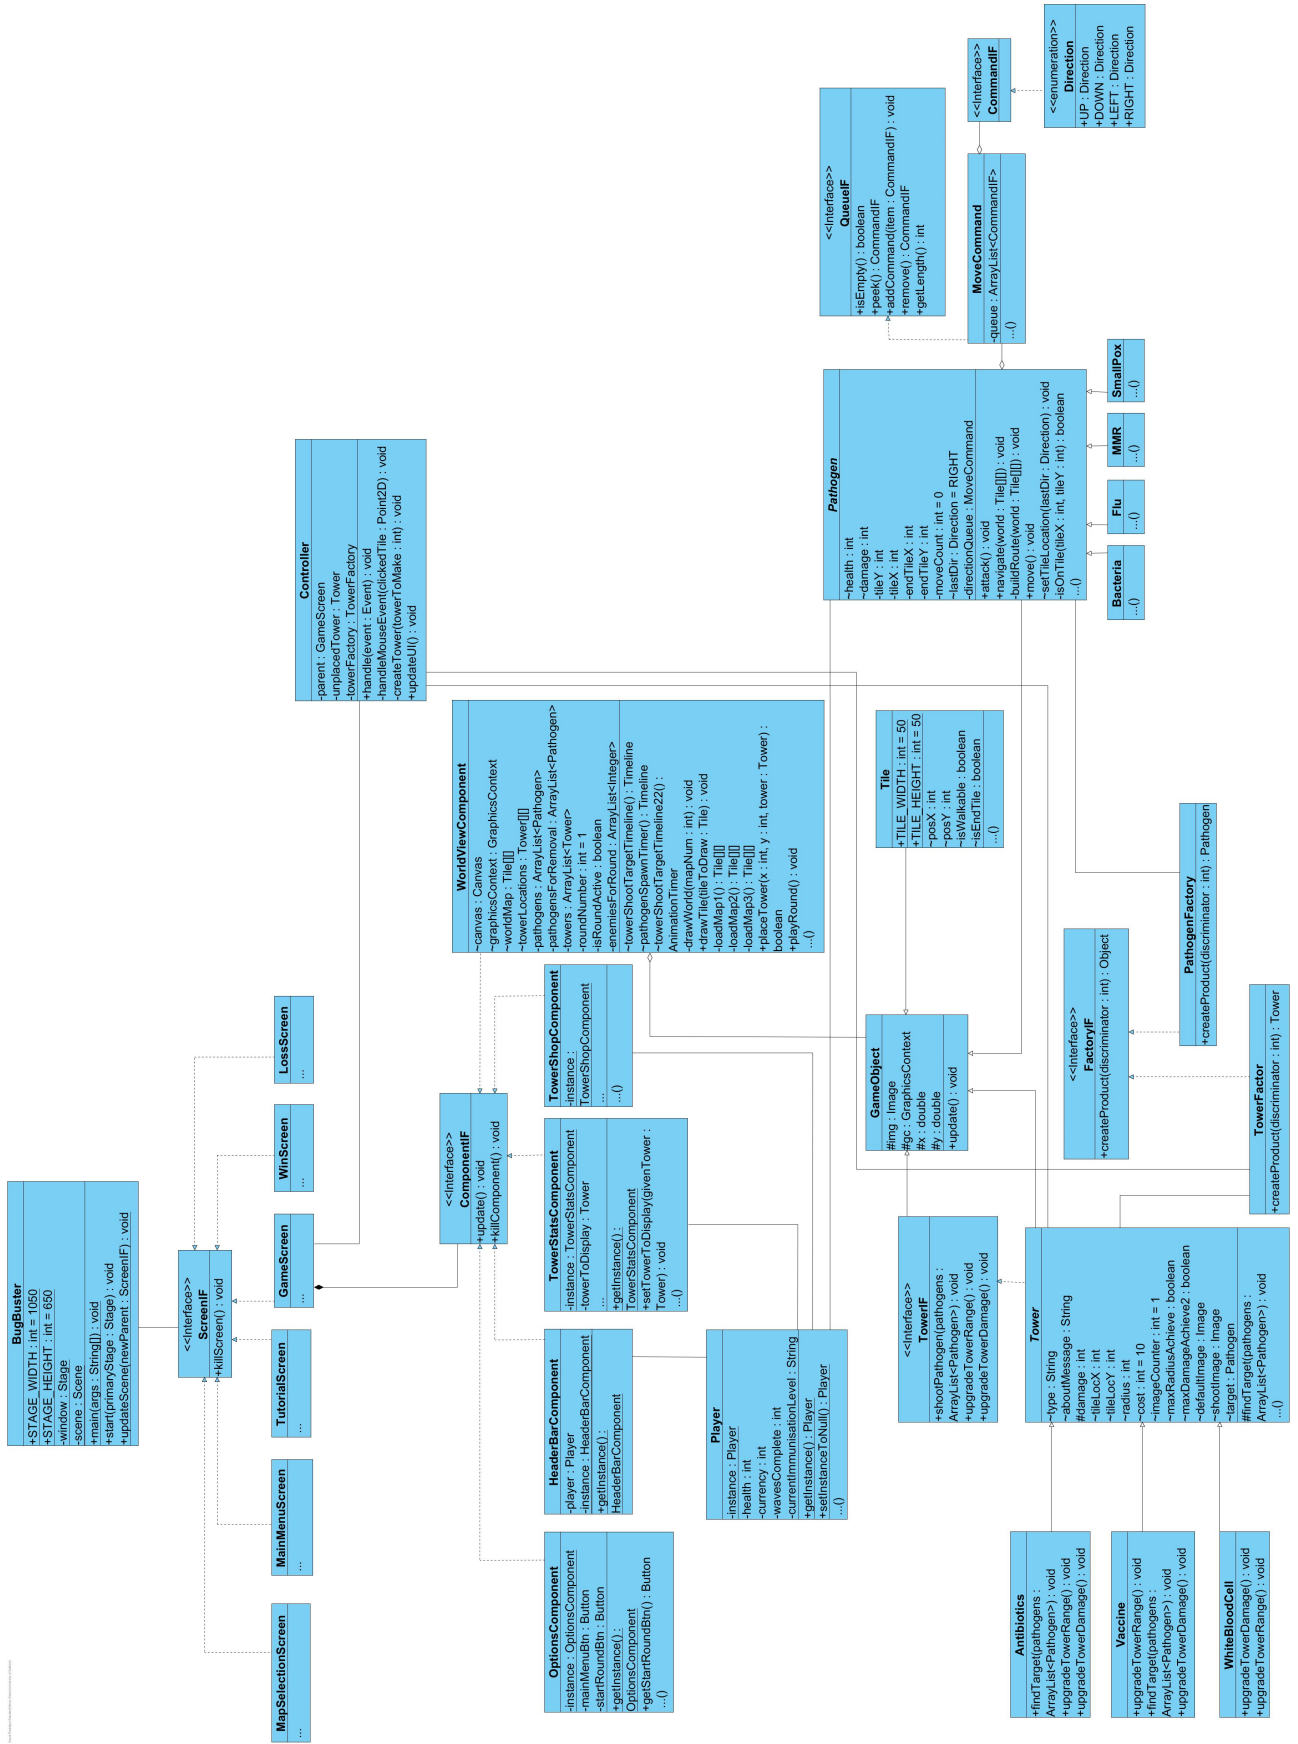 BugBuster
+STAGE_WIDTH : int = 1050
+STAGE_HEIGHT : int = 650
-window : Stage
-scene : Scene
+main(args : String[]) : void
+start(primaryStage : Stage) : void
+updateScene(newParent : ScreenIF) : void
<<Interface>>
ScreenIF
+killScreen() : void
MapSelectionScreen
...
MainMenuScreen
...
TutorialScreen
...
GameScreen
...
WinScreen
...
LossScreen
...
Controller
-parent : GameScreen
-unplacedTower : Tower
-towerFactory : TowerFactory
+handle(event : Event) : void
-handleMouseEvent(clickedTile : Point2D) : void
-createTower(towerToMake : int) : void
+updateUI() : void
<<Interface>>
ComponentIF
+update() : void
+killComponent() : void
WorldViewComponent
~canvas : Canvas
~graphicsContext : GraphicsContext
~worldMap : Tile[][]
~towerLocations : Tower[][]
-pathogens : ArrayList<Pathogen>
-pathogensForRemoval : ArrayList<Pathogen>
-towers : ArrayList<Tower>
-roundNumber : int = 1
-isRoundActive : boolean
-enemiesForRound : ArrayList<Integer>
~towerShootTargetTimeline() : Timeline
~pathogenSpawnTimer() : Timeline
~towerShootTargetTimeline22() :
AnimationTimer
-drawWorld(mapNum : int) : void
+drawTile(tileToDraw : Tile) : void
-loadMap1() : Tile[][]
-loadMap2() : Tile[][]
-loadMap3() : Tile[][]
+placeTower(x : int, y : int, tower : Tower) :
boolean
+playRound() : void
...()
OptionsComponent
-instance : OptionsComponent
-mainMenuBtn : Button
-startRoundBtn : Button
+getInstance() :
OptionsComponent
+getStartRoundBtn() : Button
...()
HeaderBarComponent
-player : Player
-instance : HeaderBarComponent
+getInstance() :
HeaderBarComponent
TowerStatsComponent
-instance : TowerStatsComponent
-towerToDisplay : Tower
...
+getInstance() :
TowerStatsComponent
+setTowerToDisplay(givenTower :
Tower) : void
...()
TowerShopComponent
-instance :
TowerShopComponent
...
...()
Player
-instance : Player
-health : int
-currency : int
-wavesComplete : int
-currentImmunisationLevel : String
+getInstance() : Player
+setInstanceToNull() : Player
...()
<<Interface>>
QueueIF
+isEmpty() : boolean
+peek() : CommandIF
+addCommand(item : CommandIF) : void
+remove() : CommandIF
+getLength() : int
<<Interface>>
CommandIF
<<enumeration>>
Direction
+UP : Direction
+DOWN : Direction
+LEFT : Direction
+RIGHT : Direction
MoveCommand
-queue : ArrayList<CommandIF>
...()
Pathogen
~health : int
~damage : int
-tileY : int
-tileX : int
-endTileX : int
-endTileY : int
-moveCount : int = 0
~lastDir : Direction = RIGHT
-directionQueue : MoveCommand
+attack() : void
+navigate(world : Tile[][]) : void
-buildRoute(world : Tile[][]) : void
+move() : void
~setTileLocation(lastDir : Direction) : void
-isOnTile(tileX : int, tileY : int) : boolean
...()
Bacteria
...()
Flu
...()
MMR
...()
SmallPox
...()
Tile
+TILE_WIDTH : int = 50
+TILE_HEIGHT : int = 50
~posX : int
~posY : int
~isWalkable : boolean
~isEndTile : boolean
...()
GameObject
#img : Image
#gc : GraphicsContext
#x : double
#y : double
+update() : void
<<Interface>>
TowerIF
+shootPathogen(pathogens :
ArrayList<Pathogen>) : void
+upgradeTowerRange() : void
+upgradeTowerDamage() : void
Tower
~type : String
~aboutMessage : String
#damage : int
~tileLocX : int
~tileLocY : int
~radius : int
~cost : int = 10
~imageCounter : int = 1
~maxRadiusAchieve : boolean
~maxDamageAchieve2 : boolean
~defaultImage : Image
~shootImage : Image
~target : Pathogen
#findTarget(pathogens :
ArrayList<Pathogen>) : void
...()
<<Interface>>
FactoryIF
+createProduct(discriminator : int) : Object
PathogenFactory
+createProduct(discriminator : int) : Pathogen
TowerFactor
+createProduct(discriminator : int) : Tower
Antibiotics
+findTarget(pathogens :
ArrayList<Pathogen>) : void
+upgradeTowerRange() : void
+upgradeTowerDamage() : void
Vaccine
+upgradeTowerRange() : void
+findTarget(pathogens :
ArrayList<Pathogen>) : void
+upgradeTowerDamage() : void
WhiteBloodCell
+upgradeTowerDamage() : void
+upgradeTowerRange() : void